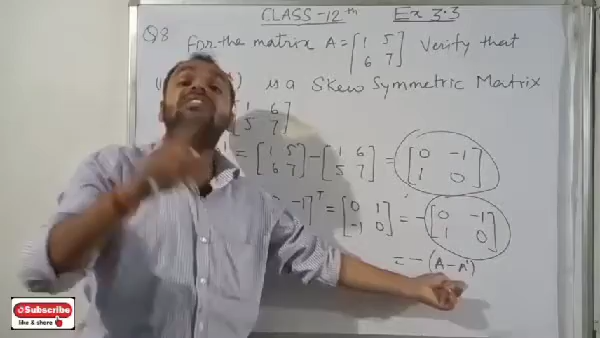 CLASS-12th Ex 3.3
Q8 For the matrix A = [1 5 6 7] Verify that
is a Skew Symmetric Matrix
1 6 5 7]
= [1 5 6 7] - [1 6 5 7] = [0 -1 1 0]
-1]ᵀ = [0 1 -1 0] = -[0 -1 1 0]
= -(A-A')
Subscribe
like & share